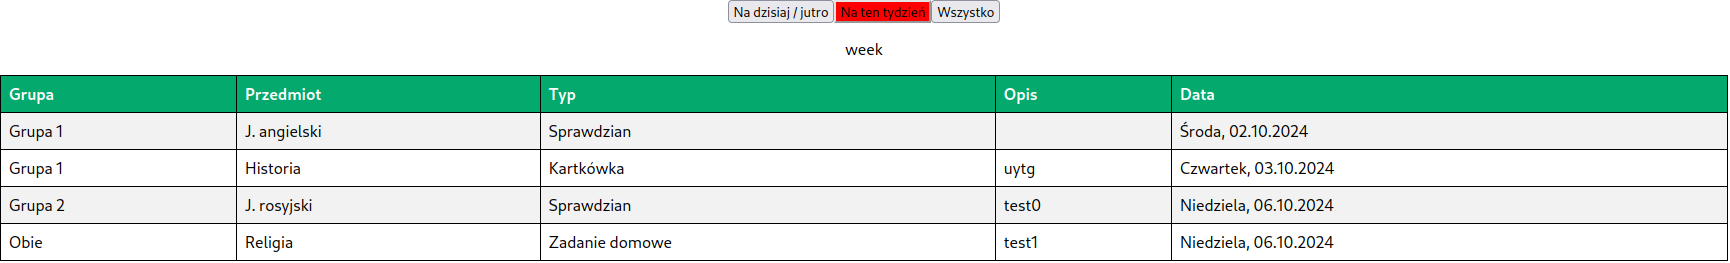 Na dzisiaj / jutro Na ten tydzień Wszystko
week
Grupa Przedmiot Typ Opis Data
Grupa 1 J. angielski Sprawdzian Środa, 02.10.2024
Grupa 1 Historia Kartkówka uytg Czwartek, 03.10.2024
Grupa 2 J. rosyjski Sprawdzian test0 Niedziela, 06.10.2024
Obie Religia Zadanie domowe test1 Niedziela, 06.10.2024